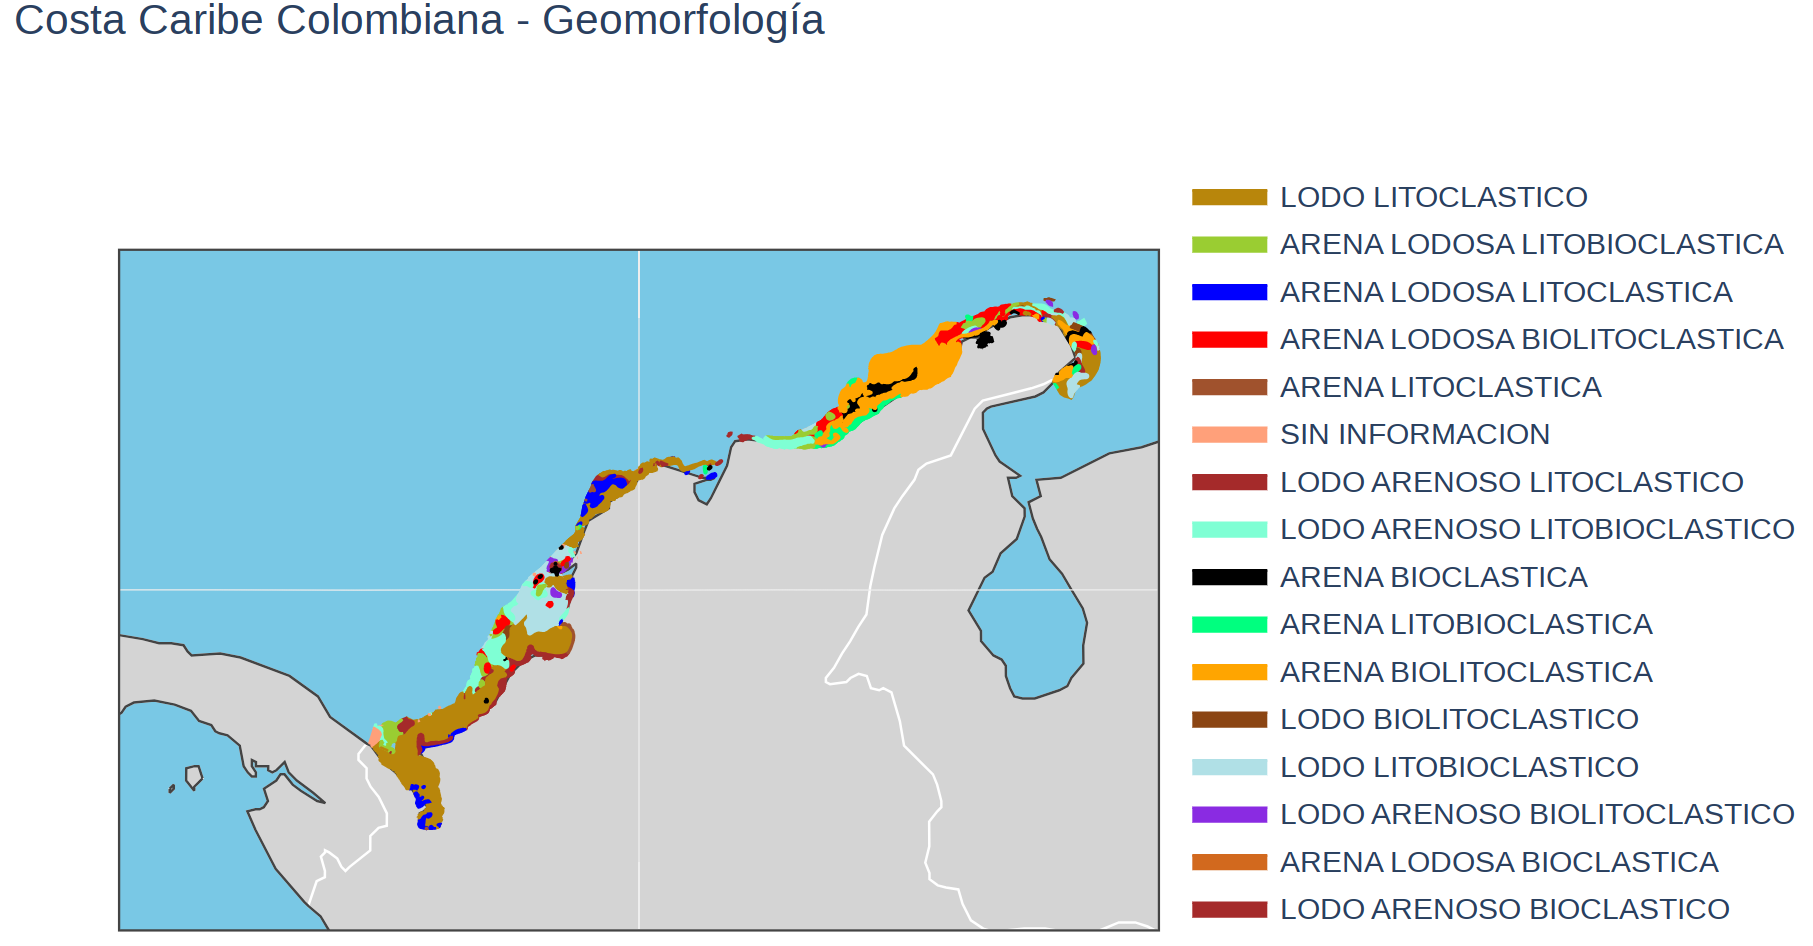 Costa Caribe Colombiana - Geomorfología
LODO LITOCLASTICO
ARENA LODOSA LITOBIOCLASTICA
ARENA LODOSA LITOCLASTICA
ARENA LODOSA BIOLITOCLASTICA
ARENA LITOCLASTICA
SIN INFORMACION
LODO ARENOSO LITOCLASTICO
LODO ARENOSO LITOBIOCLASTICO
ARENA BIOCLASTICA
ARENA LITOBIOCLASTICA
ARENA BIOLITOCLASTICA
LODO BIOLITOCLASTICO
LODO LITOBIOCLASTICO
LODO ARENOSO BIOLITOCLASTICO
ARENA LODOSA BIOCLASTICA
LODO ARENOSO BIOCLASTICO